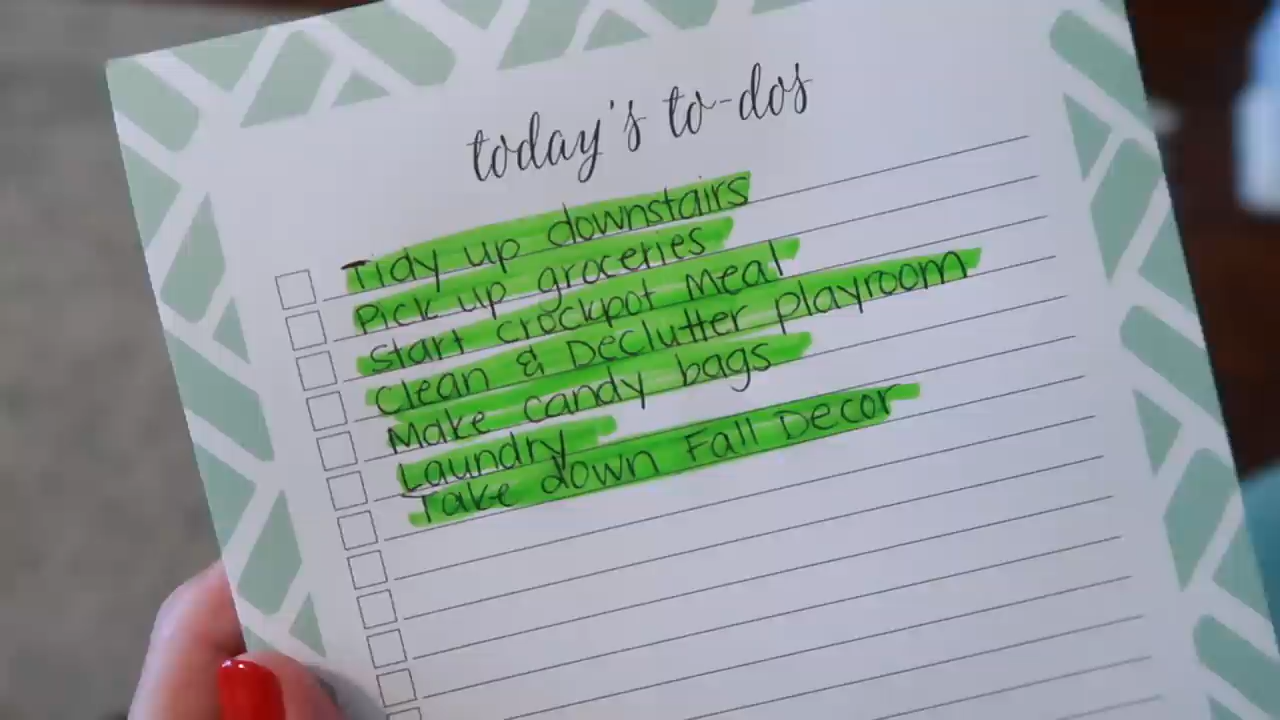 today's to-dos
Tidy up downstairs
Pick up groceries
Start crockpot Meal
Clean & Declutter playroom
Make candy bags
Laundry
Take down Fall Decor